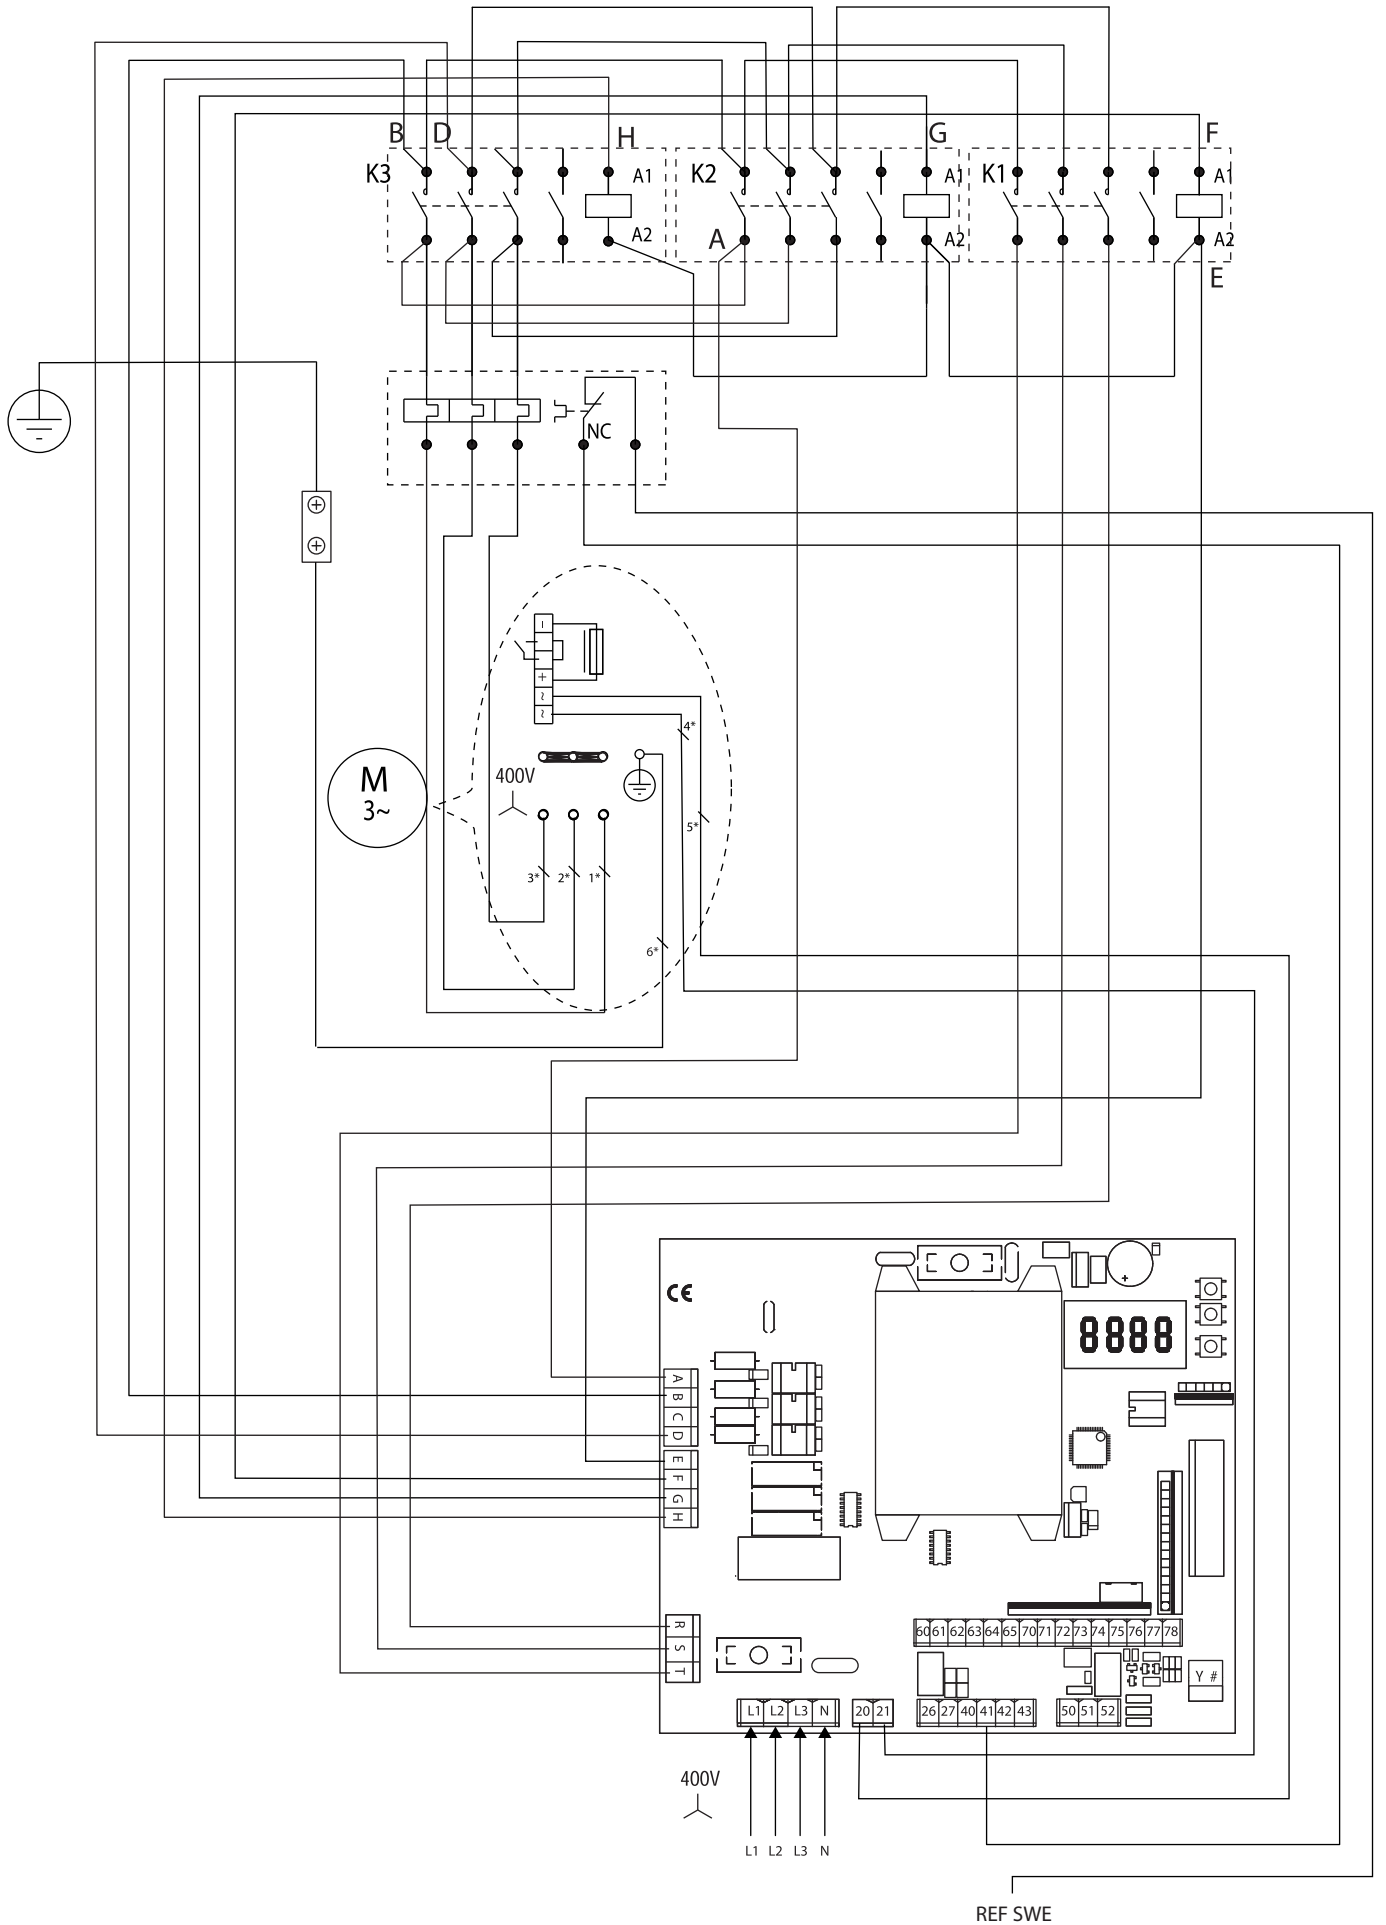 B D H G F
K3 A1 K2 A1 K1 A1
A2 A A2 A2
E
NC
–
+
~
~
4*
M
3~
400V
5*
3* 2* 1*
6*
CE
8888
A
B
C
D
E
F
G
H
R
S
T
60 61 62 63 64 65 70 71 72 73 74 75 76 77 78
Y #
L1 L2 L3 N 20 21 26 27 40 41 42 43 50 51 52
400V
L1 L2 L3 N
REF SWE